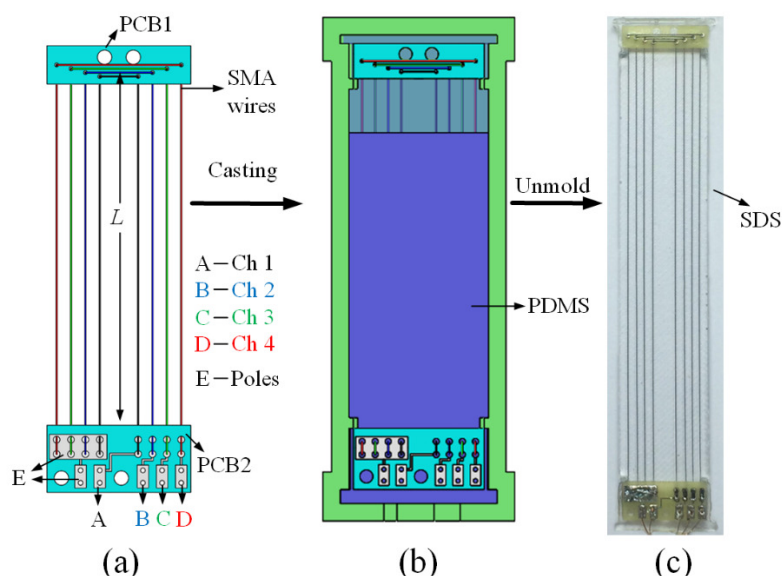 PCB1
SMA
wires
L
Casting
A—Ch 1
B—Ch 2
C—Ch 3
D—Ch 4
E—Poles
PCB2
E
A
B
C
D
(a)
PDMS
(b)
Unmold
SDS
(c)